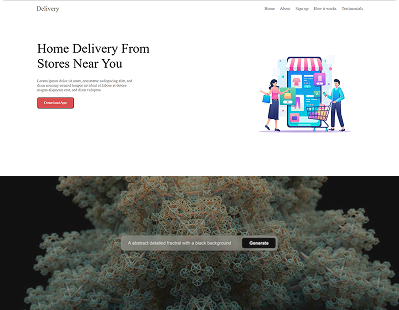 Delivery
Home About Sign up How it works Testimonials
Home Delivery From
Stores Near You
Lorem ipsum dolor sit amet, consectetur sadipscing elitr, sed
diam nonumy eirmod tempor invidunt ut labore et dolore
magna aliquyam erat, sed diam voluptua.
Download App
A abstract detailed fractral with a black background
Generate